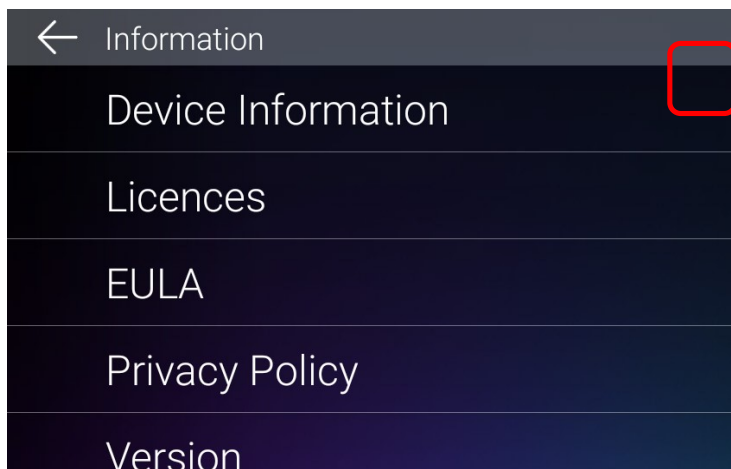 Information
Device Information
Licences
EULA
Privacy Policy
Version